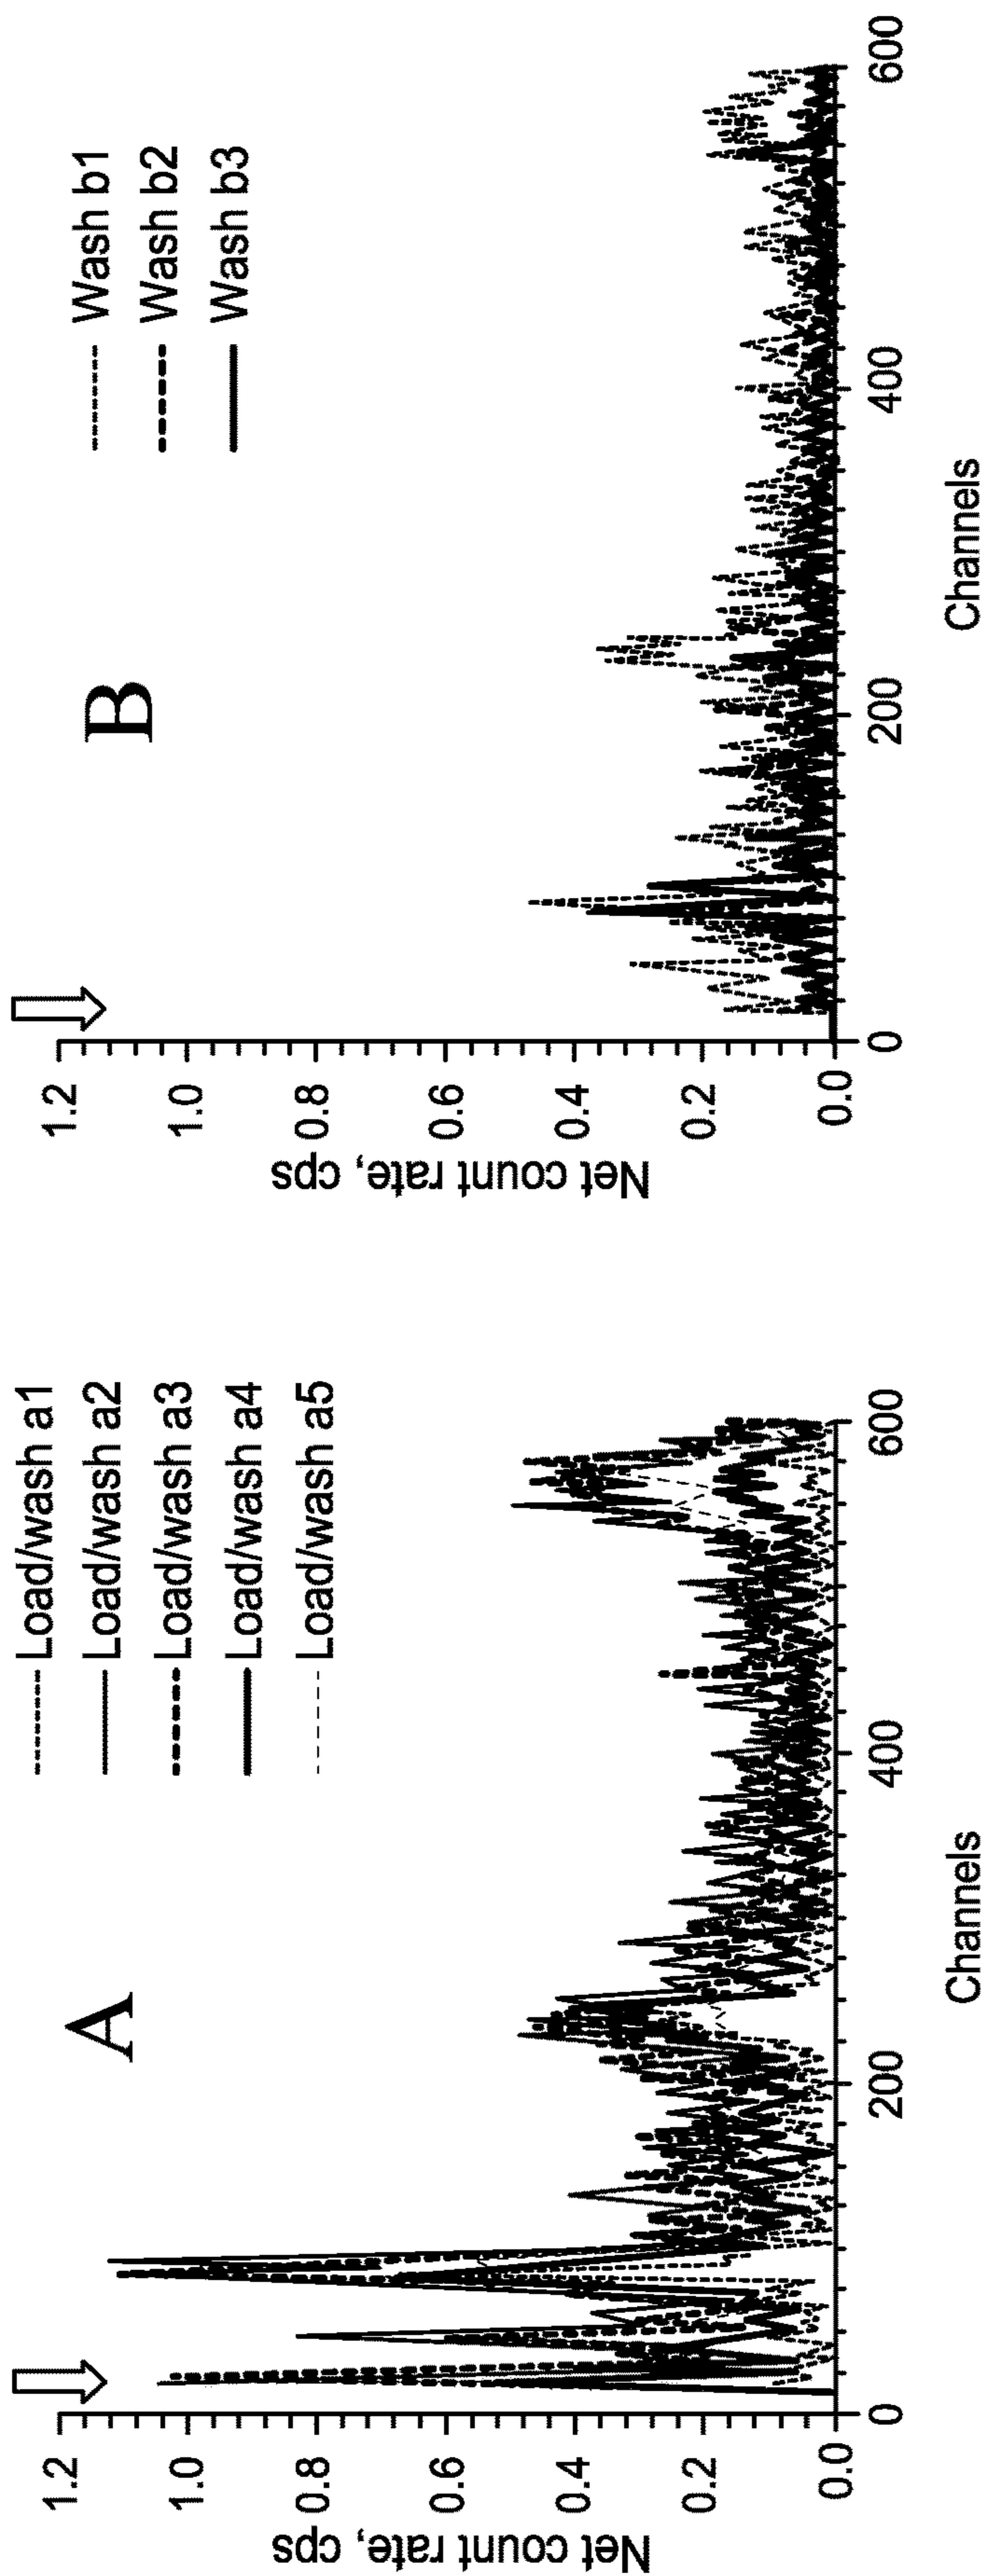 A
Load/wash a1
Load/wash a2
Load/wash a3
Load/wash a4
Load/wash a5
Net count rate, cps
1.2
1.0
0.8
0.6
0.4
0.2
0.0
0
200
400
600
Channels
B
Wash b1
Wash b2
Wash b3
Net count rate, cps
1.2
1.0
0.8
0.6
0.4
0.2
0.0
0
200
400
600
Channels